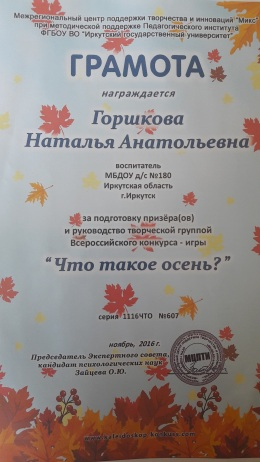 Межрегиональный центр поддержки творчества и инноваций "Микс"
при методической поддержке Педагогического института
ФГБОУ ВО "Иркутский государственный университет"
ГРАМОТА
награждается
Горшкова
Наталья Анатольевна
воспитатель
МБДОУ д/с №180
Иркутская область
г.Иркутск
за подготовку призёра(ов)
и руководство творческой группой
Всероссийского конкурса - игры
“Что такое осень?”
серия 1116ЧТО №607
ноябрь, 2016 г.
Председатель Экспертного совета,
кандидат психологических наук
Зайцева О.Ю.
МЦПТИ